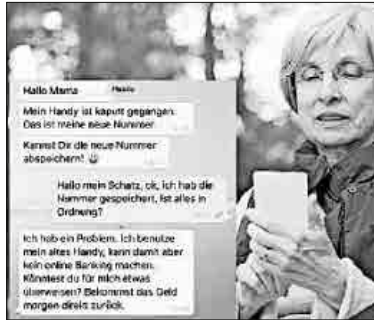 Hallo Mama
Heute
Mein Handy ist kaputt gegangen.
Das ist meine neue Nummer
Kannst Dir die neue Nummer
abspeichern!
Hallo mein Schatz, ok, ich hab die
Nummer gespeichert, ist alles in
Ordnung?
Ich hab ein Problem. Ich benutze
mein altes Handy, kann damit aber
kein online Banking machen.
Könntest du für mich etwas
überweisen? Bekommst das Geld
morgen direkt zurück.